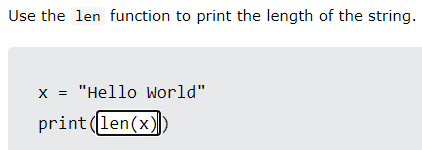 Use the len function to print the length of the string.
x = "Hello World"
print(len(x))